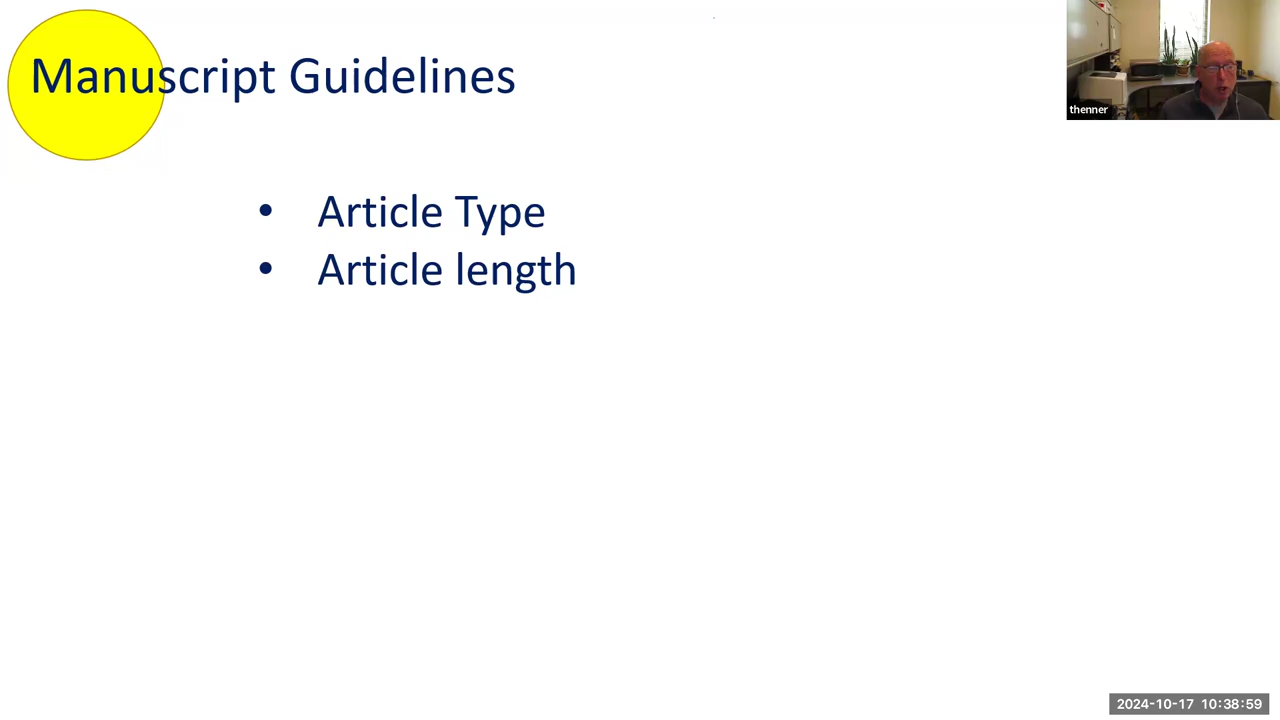 Manuscript Guidelines
thenner
• Article Type
• Article length
2024-10-17 10:38:59